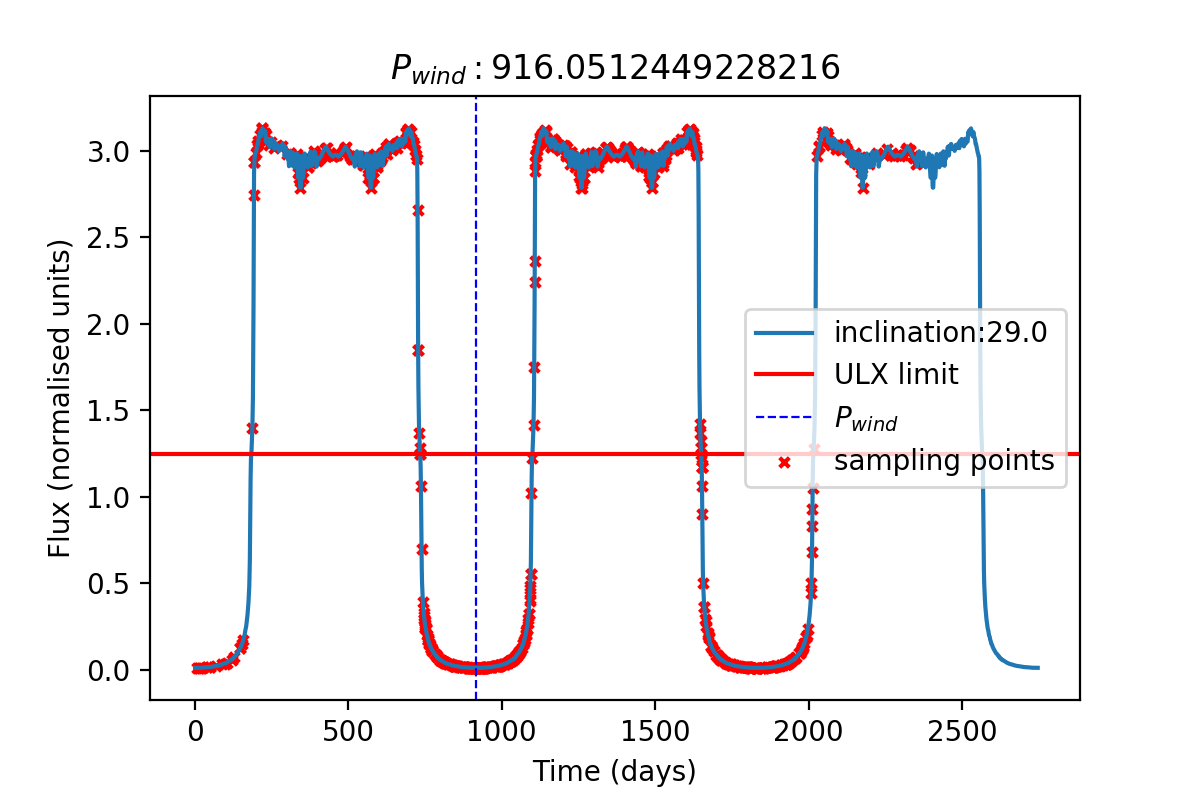 P_wind : 916.0512449228216
3.0
2.5
2.0
1.5
1.0
0.5
0.0
Flux (normalised units)
inclination:29.0
ULX limit
P_wind
sampling points
0 500 1000 1500 2000 2500
Time (days)